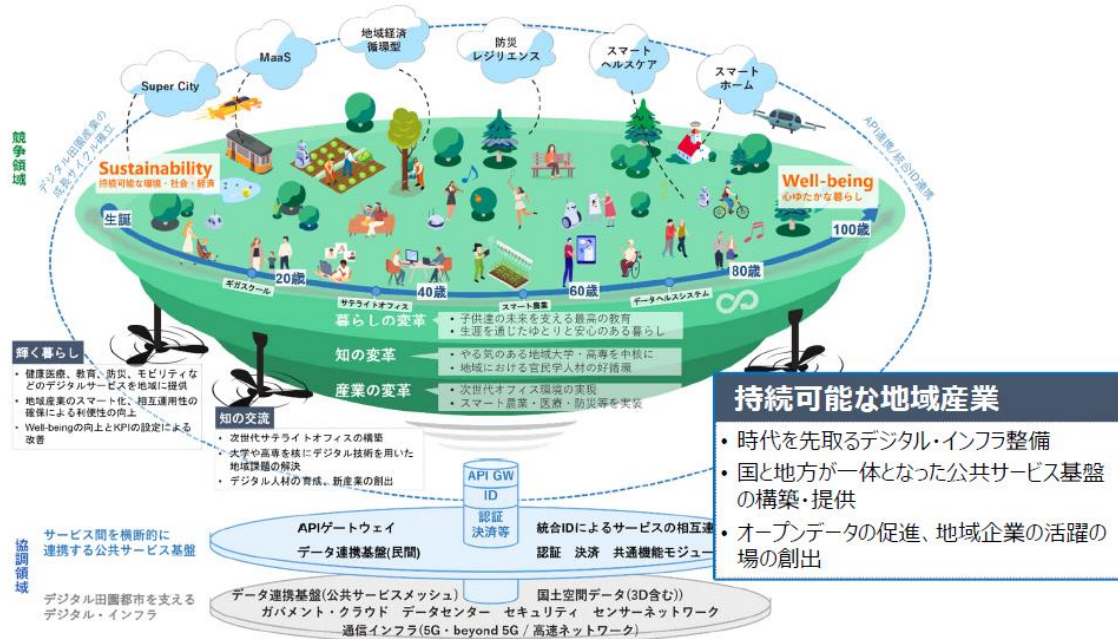 Super City
MaaS
地域経済
循環型
防災
レジリエンス
スマート
ヘルスケア
スマート
ホーム
競争領域
デジタル田園産業の
成長サイクル確立
API連携/統合ID連携
Sustainability
持続可能な環境・社会・経済
Well-being
心ゆたかな暮らし
生誕
ギガスクール
20歳
サテライトオフィス
40歳
スマート農業
60歳
データヘルスシステム
80歳
100歳
暮らしの変革
• 子供達の未来を支える最高の教育
• 生涯を通じたゆとりと安心のある暮らし
知の変革
• やる気のある地域大学・高専を中核に
• 地域における官民学人材の好循環
産業の変革
• 次世代オフィス環境の実現
• スマート農業・医療・防災等を実装
輝く暮らし
• 健康医療、教育、防災、モビリティな
どのデジタルサービスを地域に提供
• 地域産業のスマート化、相互運用性の
確保による利便性の向上
• Well-beingの向上とKPIの設定による
改善
知の交流
• 次世代サテライトオフィスの構築
• 大学や高専を核にデジタル技術を用いた
地域課題の解決
• デジタル人材の育成、新産業の創出
持続可能な地域産業
• 時代を先取るデジタル・インフラ整備
• 国と地方が一体となった公共サービス基盤
の構築・提供
• オープンデータの促進、地域企業の活躍の
場の創出
API GW
ID
認証
決済等
協調領域
サービス間を横断的に
連携する公共サービス基盤
APIゲートウェイ
統合IDによるサービスの相互連
データ連携基盤(民間)
認証 決済 共通機能モジュー
デジタル田園都市を支える
デジタル・インフラ
データ連携基盤(公共サービスメッシュ)
国土空間データ(3D含む))
ガバメント・クラウド データセンター セキュリティ センサーネットワーク
通信インフラ(5G・beyond 5G / 高速ネットワーク)